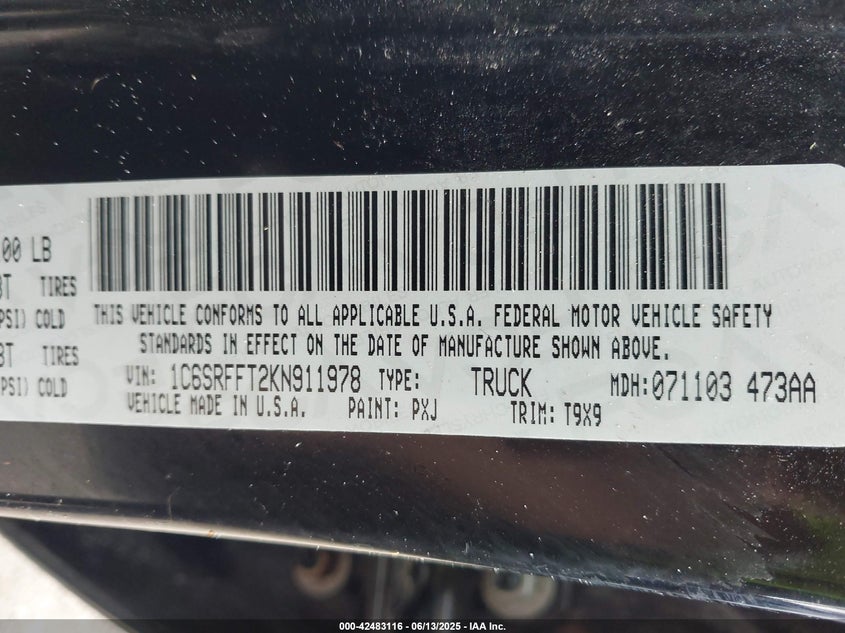 00 LB
TIRES
PSI) COLD
TIRES
PSI) COLD
THIS VEHICLE CONFORMS TO ALL APPLICABLE U.S.A. FEDERAL MOTOR VEHICLE SAFETY
STANDARDS IN EFFECT ON THE DATE OF MANUFACTURE SHOWN ABOVE.
VIN: 1C6SRFFT2KN911978 TYPE: TRUCK MDH:071103 473AA
VEHICLE MADE IN U.S.A. PAINT: PXJ TRIM: T9X9
000-42483116 | 06/13/2025 - IAA Inc.